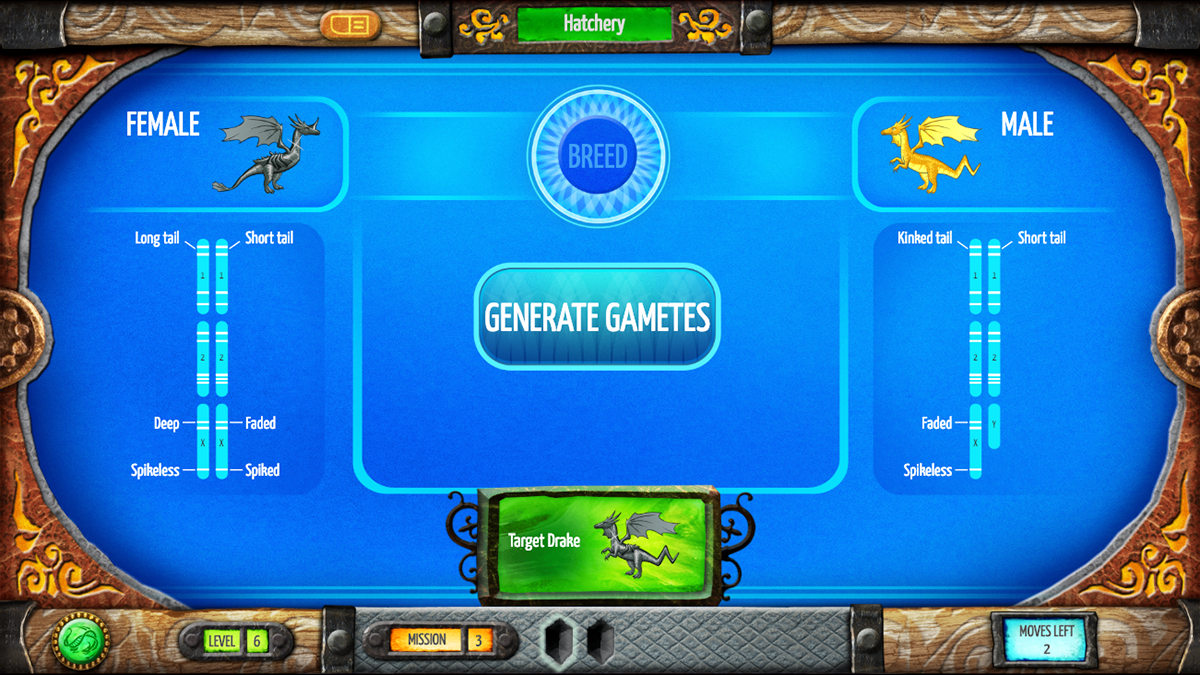 Hatchery
FEMALE
BREED
MALE
Long tail
Short tail
Kinked tail
Short tail
1 1
1 1
GENERATE GAMETES
2 2
2 2
Deep
Faded
Faded
Y
X X
X
Spikeless
Spiked
Spikeless
Target Drake
LEVEL 6
MISSION 3
MOVES LEFT
2